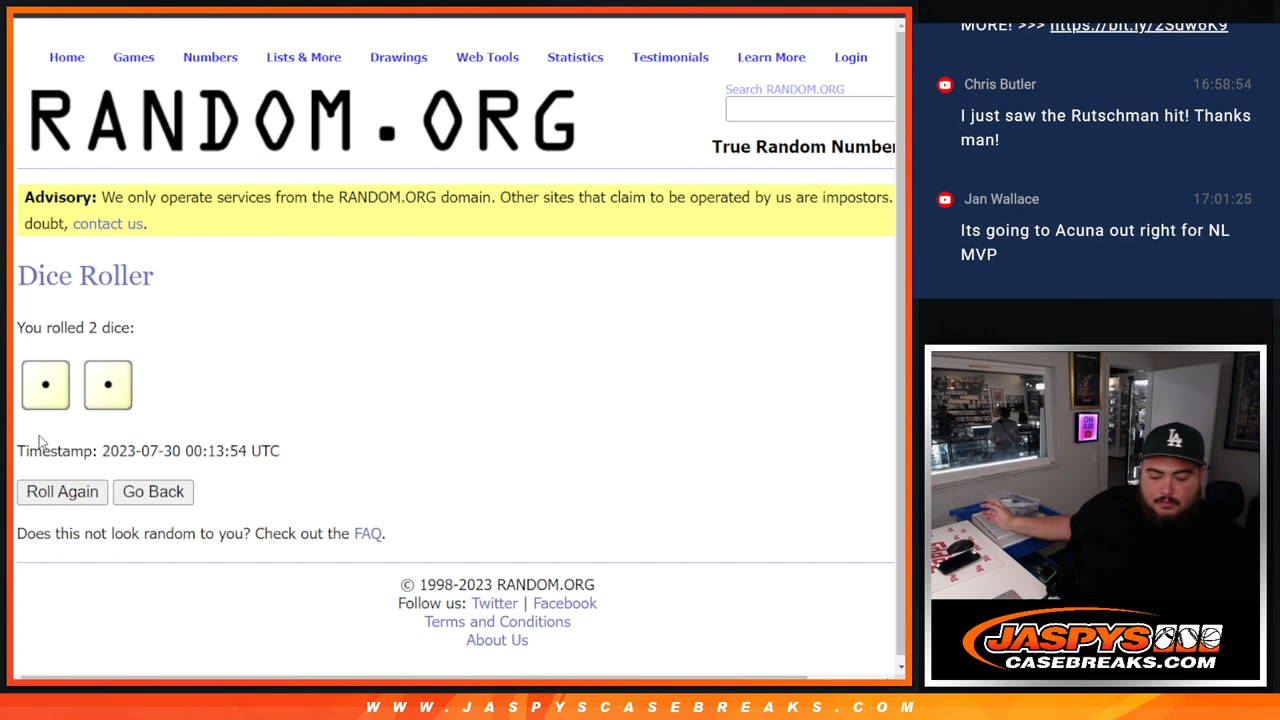 Home Games Numbers Lists & More Drawings Web Tools Statistics Testimonials Learn More Login
RANDOM.ORG
Search RANDOM.ORG
True Random Number
Advisory: We only operate services from the RANDOM.ORG domain. Other sites that claim to be operated by us are impostors.
doubt, contact us.
Dice Roller
You rolled 2 dice:
Timestamp: 2023-07-30 00:13:54 UTC
Roll Again Go Back
Does this not look random to you? Check out the FAQ.
© 1998-2023 RANDOM.ORG
Follow us: Twitter | Facebook
Terms and Conditions
About Us
MORE! >>> https://bit.ly/2Sdw6K9
Chris Butler 16:58:54
I just saw the Rutschman hit! Thanks
man!
Jan Wallace 17:01:25
Its going to Acuna out right for NL
MVP
ON
AIR
LA
JASPYS
CASEBREAKS.COM
WWW.JASPYSCASEBREAKS.COM